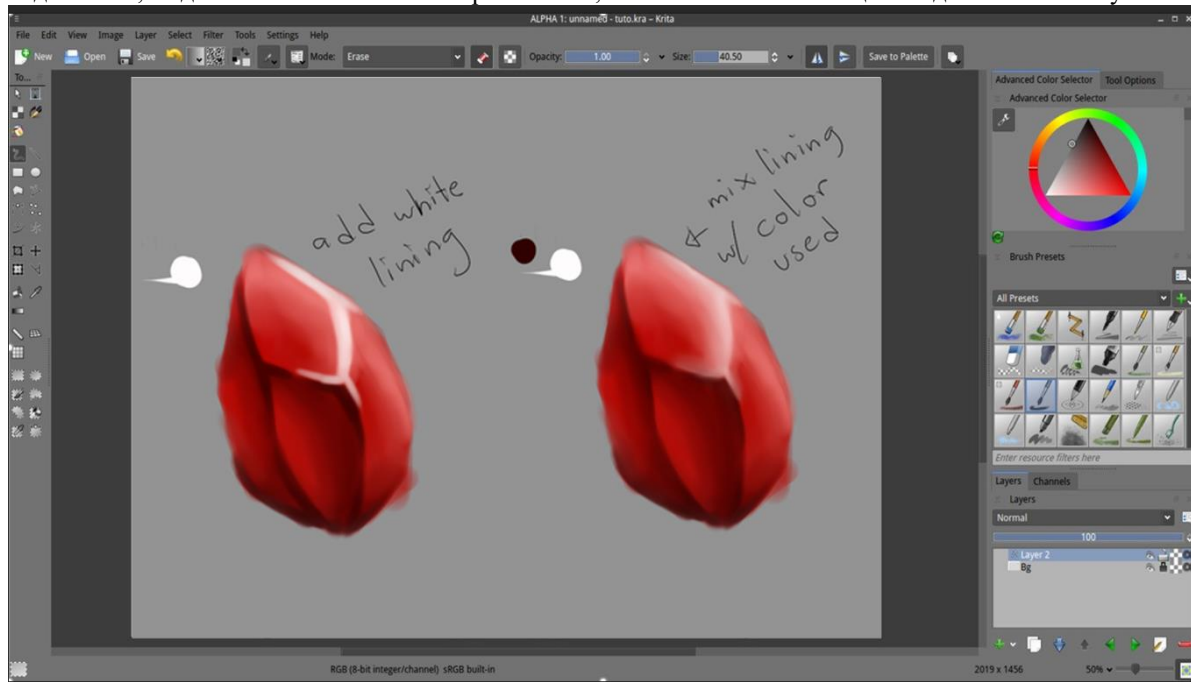 ALPHA 1: unnamed - tuto.kra – Krita
File Edit View Image Layer Select Filter Tools Settings Help
New Open Save Mode: Erase Opacity: 1.00 Size: 40.50 Save to Palette
To...
Advanced Color Selector Tool Options
Advanced Color Selector
add white
lining
mix lining
w/ color
used
Brush Presets
All Presets
Enter resource filters here
Layers Channels
Layers
Normal
100
Layer 2
Bg
RGB (8-bit integer/channel) sRGB built-in
2019 x 1456 50%